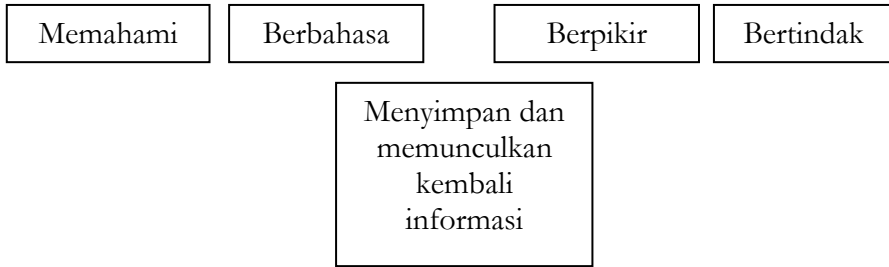 Memahami
Berbahasa
Berpikir
Bertindak
Menyimpan dan
memunculkan
kembali
informasi